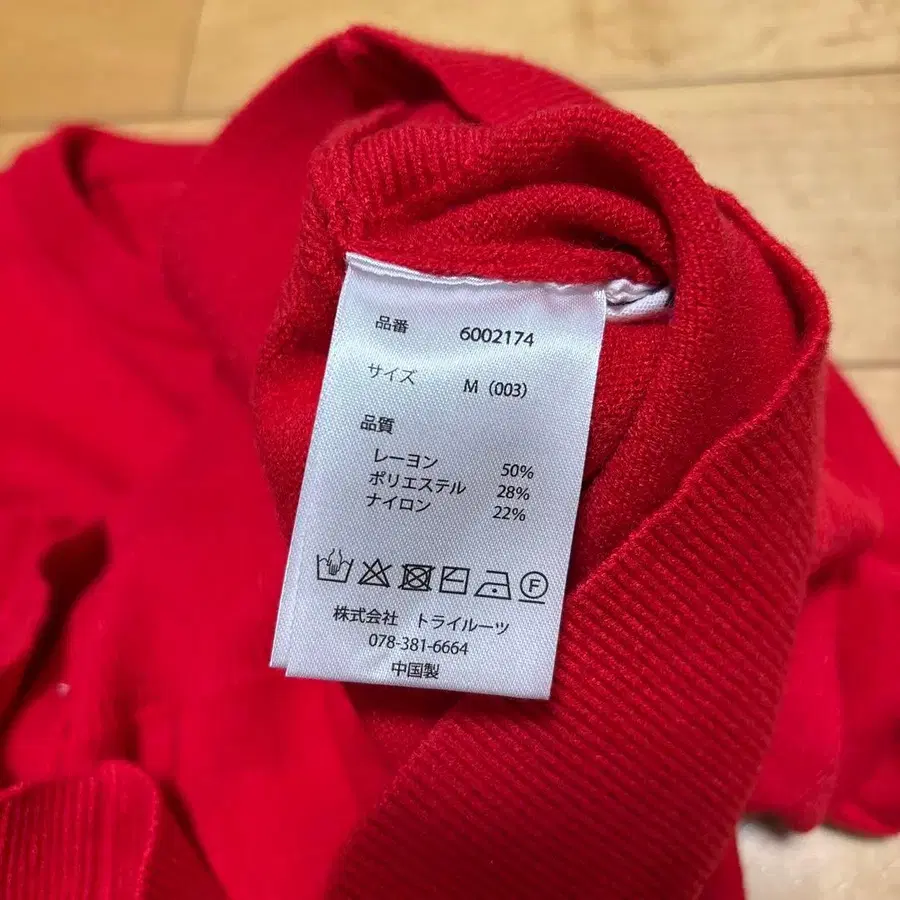 品番 6002174
サイズ M（003）
品質
レーヨン 50%
ポリエステル 28%
ナイロン 22%
F
株式会社 トライルーツ
078-381-6664
中国製